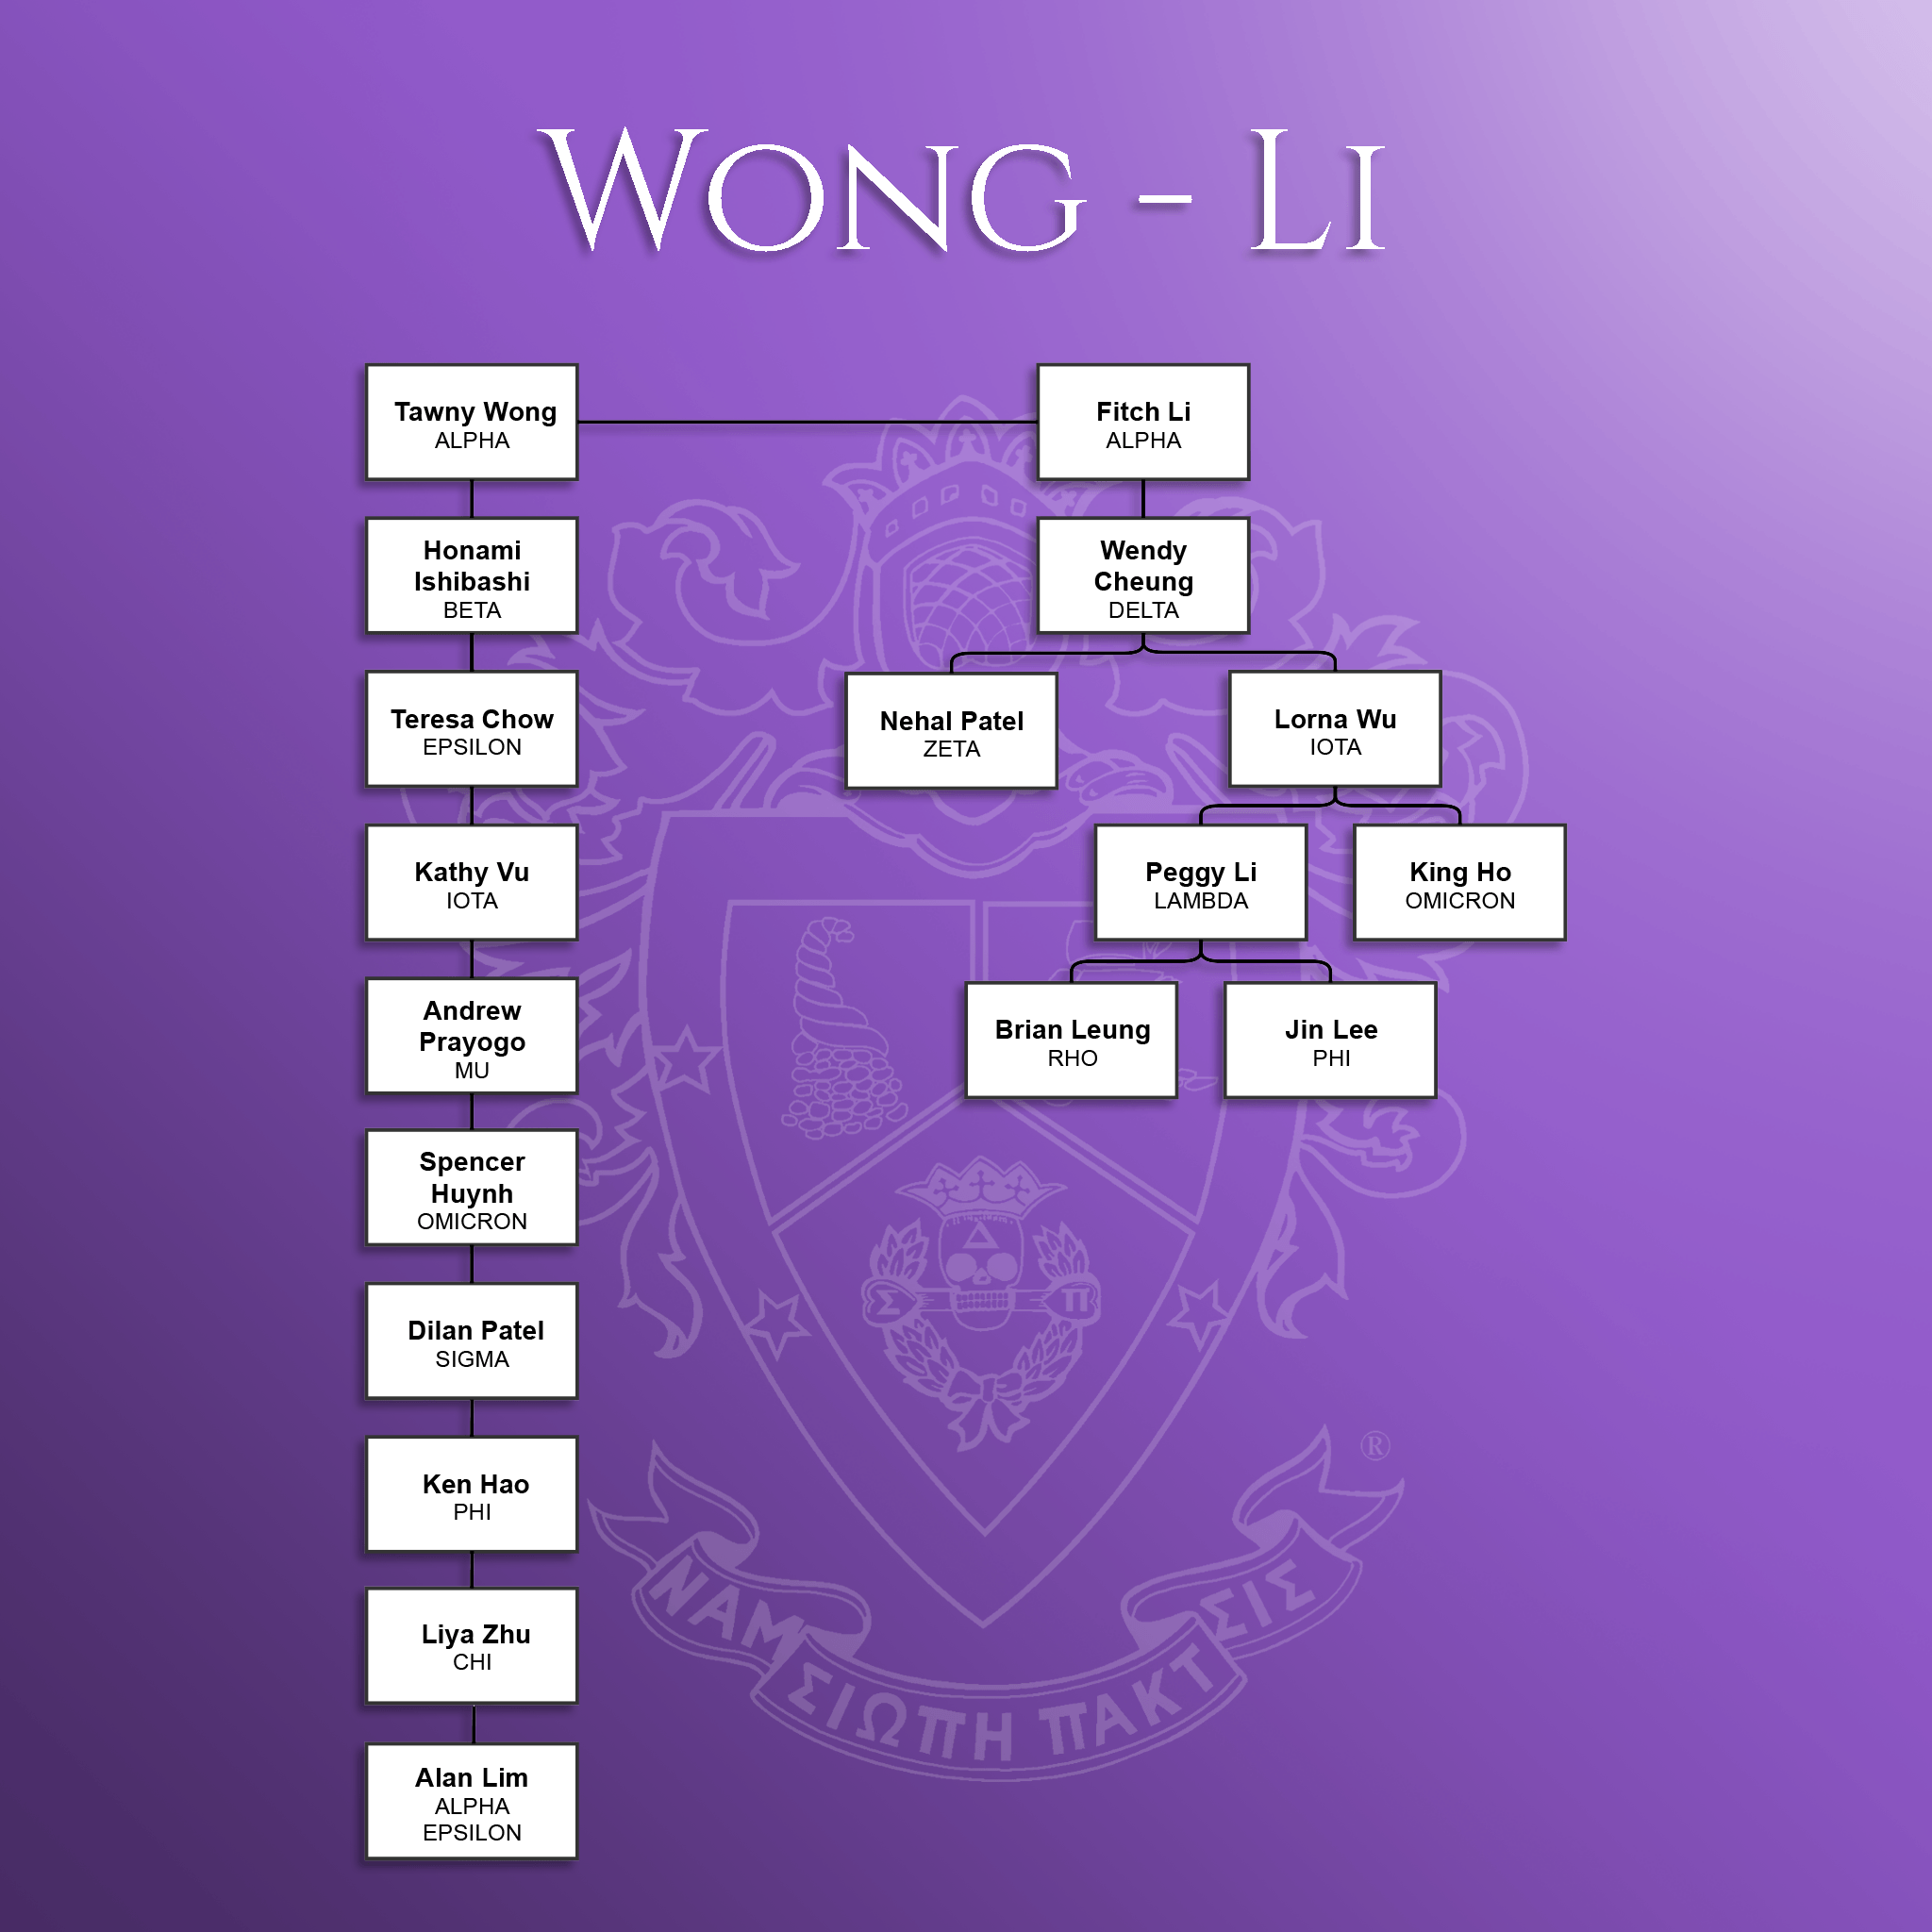 WONG - LI
Tawny Wong
ALPHA
Fitch Li
ALPHA
Honami
Ishibashi
BETA
Wendy
Cheung
DELTA
Teresa Chow
EPSILON
Nehal Patel
ZETA
Lorna Wu
IOTA
Kathy Vu
IOTA
Peggy Li
LAMBDA
King Ho
OMICRON
Andrew
Prayogo
MU
Brian Leung
RHO
Jin Lee
PHI
Spencer
Huynh
OMICRON
Σ Π
Dilan Patel
SIGMA
Ken Hao
PHI
®
Liya Zhu
CHI
ΝΑΜ ΣΙΩΠΗ ΠΑΚΤ ΣΙΣ
Alan Lim
ALPHA
EPSILON